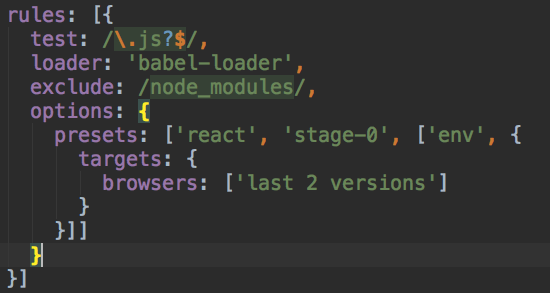 rules: [{
  test: /\.js?$/,
  loader: 'babel-loader',
  exclude: /node_modules/,
  options: {
    presets: ['react', 'stage-0', ['env', {
      targets: {
        browsers: ['last 2 versions']
      }
    }]]
  }
}]